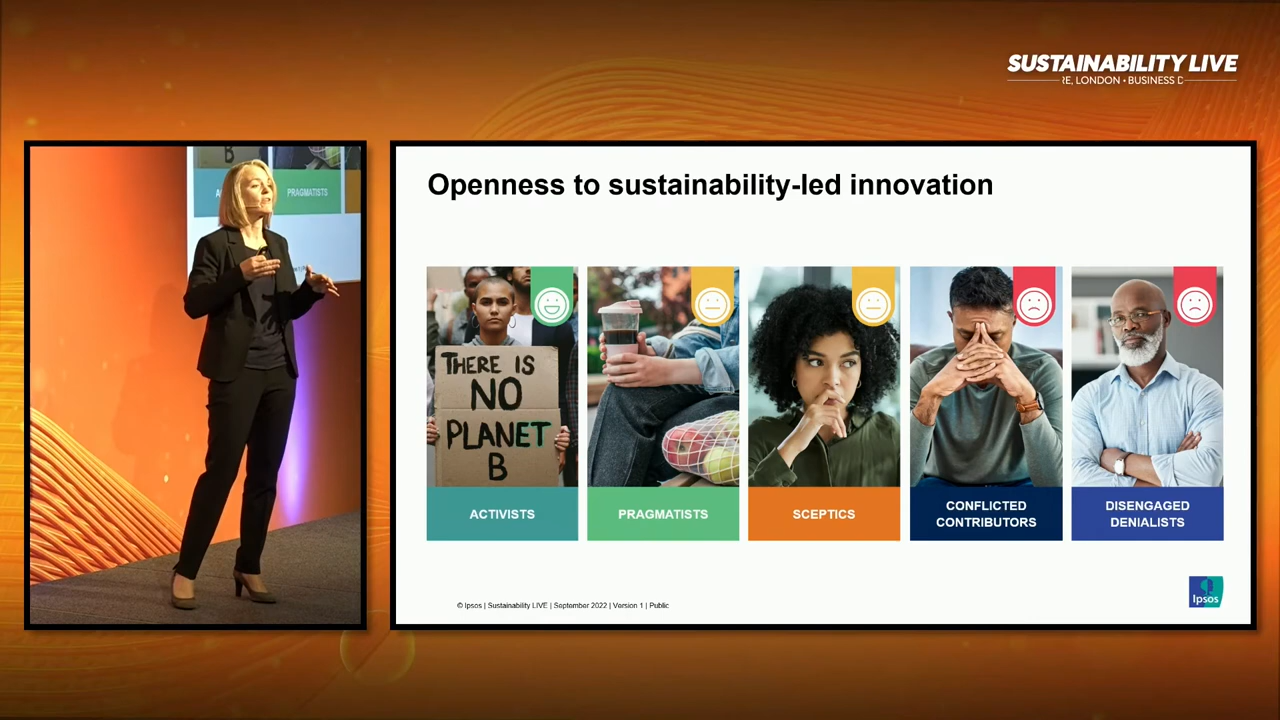 SUSTAINABILITY LIVE
RE, LONDON • BUSINESS D
PRAGMATISTS
Openness to sustainability-led innovation
THERE IS
NO
PLANET
B
ACTIVISTS
PRAGMATISTS
SCEPTICS
CONFLICTED
CONTRIBUTORS
DISENGAGED
DENIALISTS
© Ipsos | Sustainability LIVE | September 2022 | Version 1 | Public
Ipsos